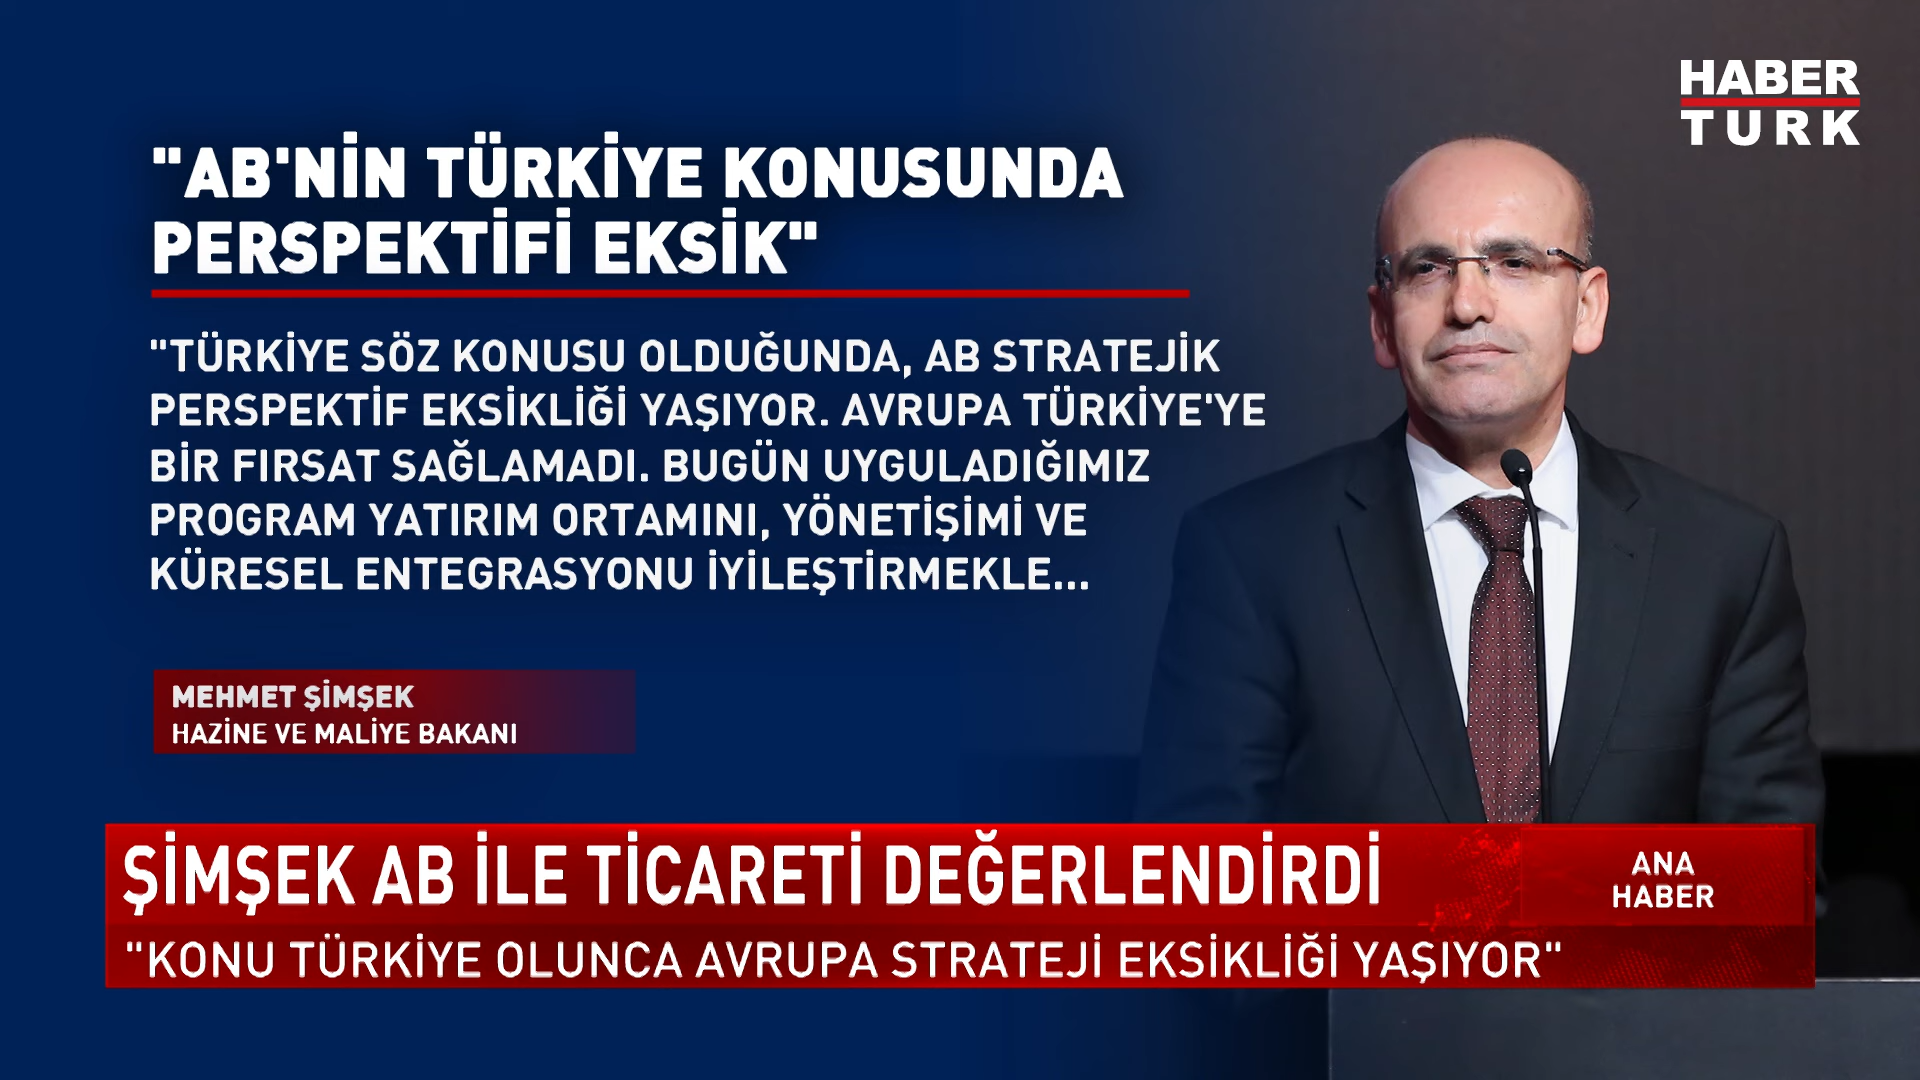 HABER
TURK
"AB'NİN TÜRKİYE KONUSUNDA
PERSPEKTİFİ EKSİK"
"TÜRKİYE SÖZ KONUSU OLDUĞUNDA, AB STRATEJİK
PERSPEKTİF EKSİKLİĞİ YAŞIYOR. AVRUPA TÜRKİYE'YE
BİR FIRSAT SAĞLAMADI. BUGÜN UYGULADIĞIMIZ
PROGRAM YATIRIM ORTAMINI, YÖNETİŞİMİ VE
KÜRESEL ENTEGRASYONU İYİLEŞTİRMEKLE...
MEHMET ŞİMŞEK
HAZİNE VE MALİYE BAKANI
ŞİMŞEK AB İLE TİCARETİ DEĞERLENDİRDİ
ANA
HABER
"KONU TÜRKİYE OLUNCA AVRUPA STRATEJİ EKSİKLİĞİ YAŞIYOR"